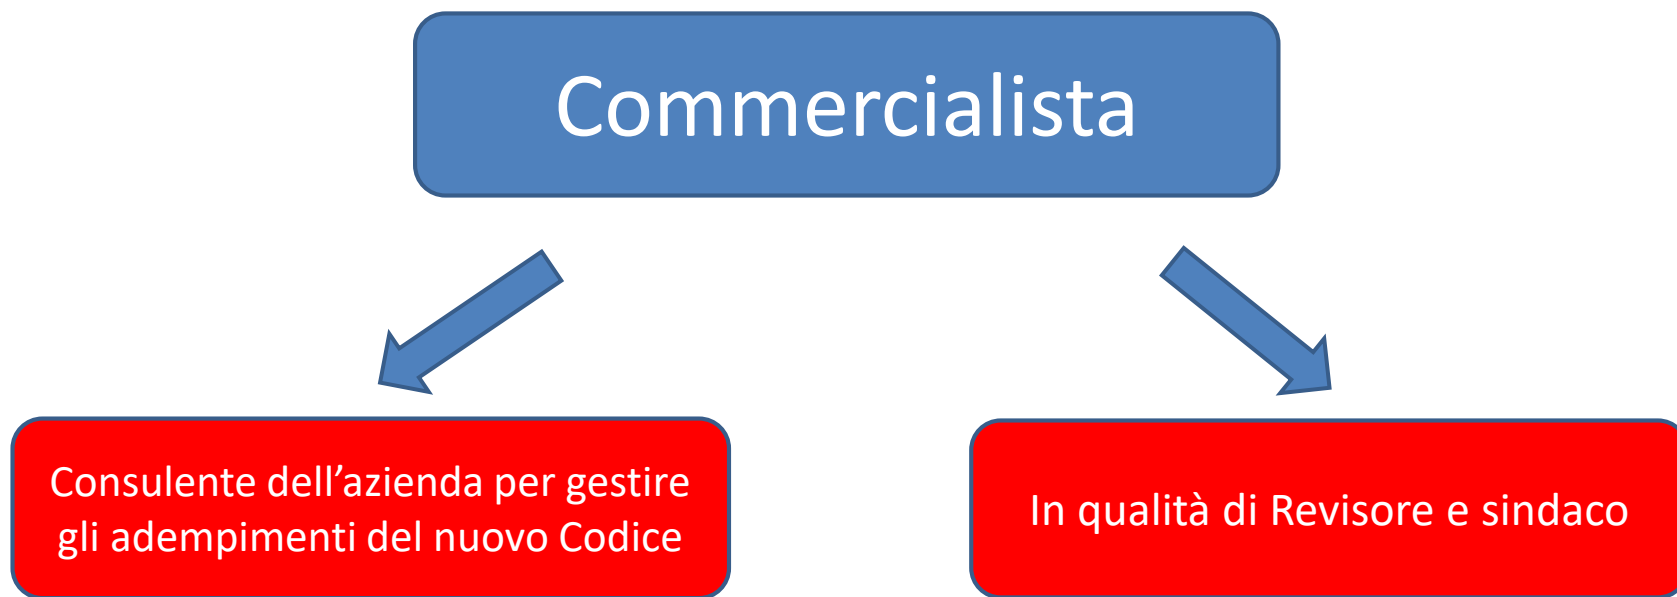 Commercialista
Consulente dell’azienda per gestire
gli adempimenti del nuovo Codice
In qualità di Revisore e sindaco